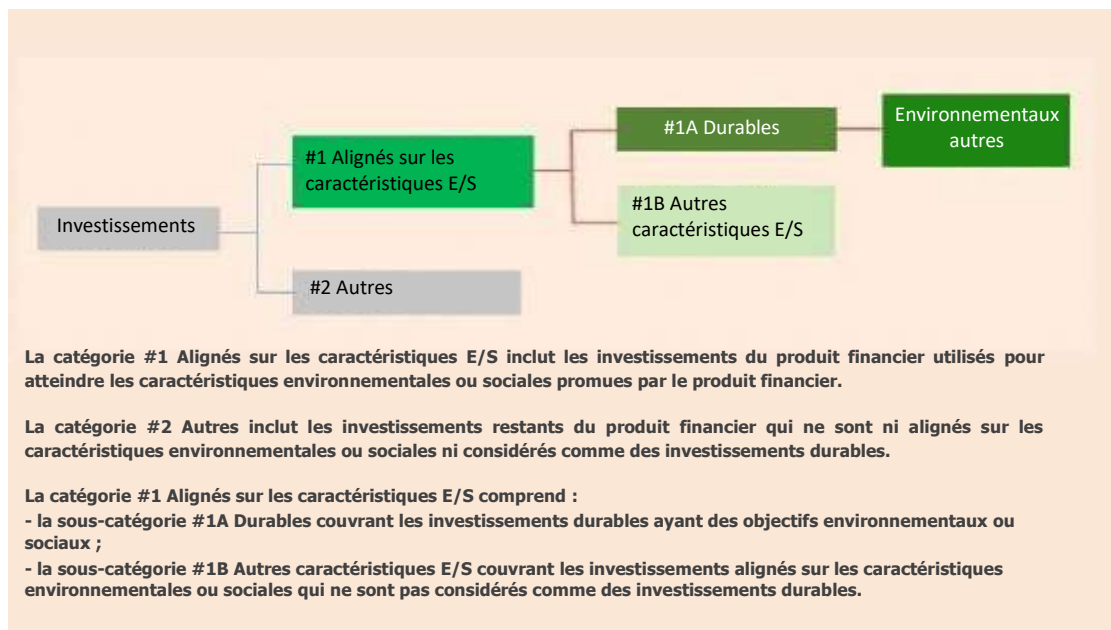 Investissements
#1 Alignés sur les
caractéristiques E/S
#2 Autres
#1A Durables
#1B Autres
caractéristiques E/S
Environnementaux
autres
La catégorie #1 Alignés sur les caractéristiques E/S inclut les investissements du produit financier utilisés pour
atteindre les caractéristiques environnementales ou sociales promues par le produit financier.
La catégorie #2 Autres inclut les investissements restants du produit financier qui ne sont ni alignés sur les
caractéristiques environnementales ou sociales ni considérés comme des investissements durables.
La catégorie #1 Alignés sur les caractéristiques E/S comprend :
- la sous-catégorie #1A Durables couvrant les investissements durables ayant des objectifs environnementaux ou
sociaux ;
- la sous-catégorie #1B Autres caractéristiques E/S couvrant les investissements alignés sur les caractéristiques
environnementales ou sociales qui ne sont pas considérés comme des investissements durables.